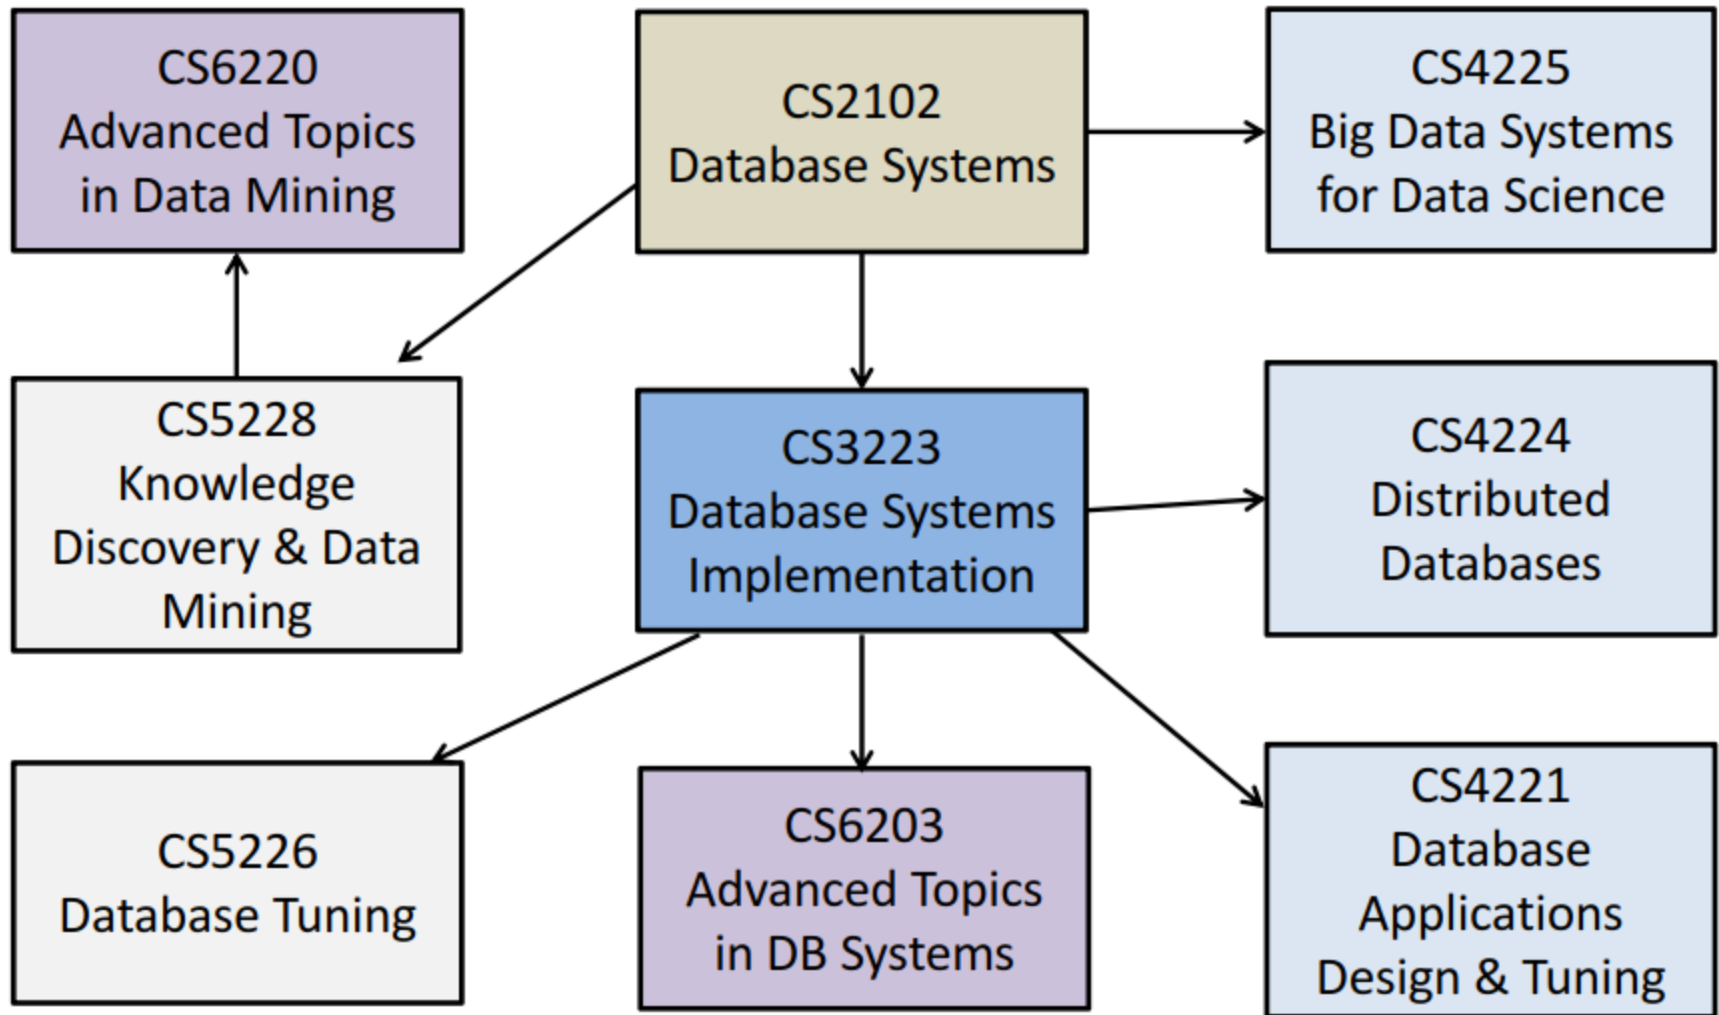 CS6220
Advanced Topics
in Data Mining
CS2102
Database Systems
CS4225
Big Data Systems
for Data Science
CS5228
Knowledge
Discovery & Data
Mining
CS3223
Database Systems
Implementation
CS4224
Distributed
Databases
CS5226
Database Tuning
CS6203
Advanced Topics
in DB Systems
CS4221
Database
Applications
Design & Tuning